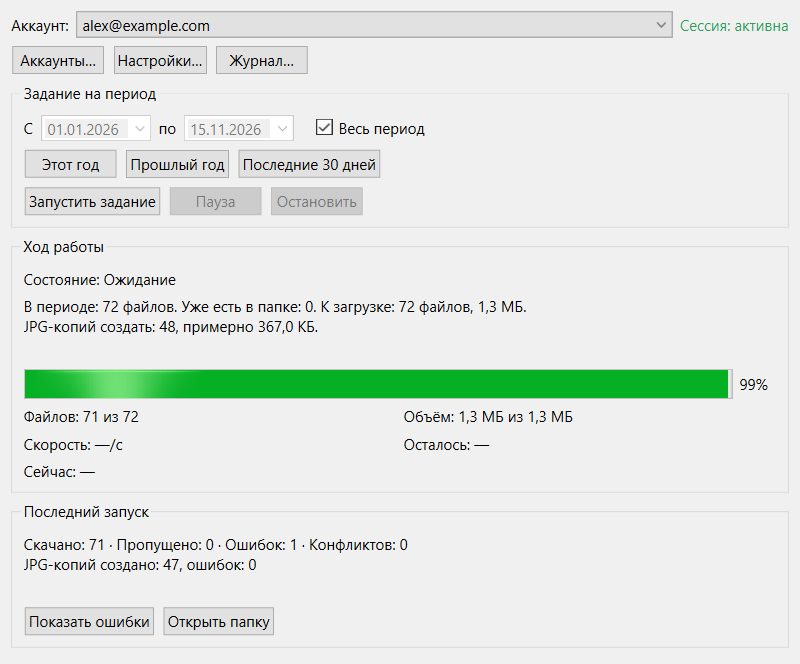 Аккаунт: alex@example.com Сессия: активна
Аккаунты... Настройки... Журнал...
Задание на период
С 01.01.2026 по 15.11.2026 Весь период
Этот год Прошлый год Последние 30 дней
Запустить задание Пауза Остановить
Ход работы
Состояние: Ожидание
В периоде: 72 файлов. Уже есть в папке: 0. К загрузке: 72 файлов, 1,3 МБ.
JPG-копий создать: 48, примерно 367,0 КБ.
99%
Файлов: 71 из 72 Объём: 1,3 МБ из 1,3 МБ
Скорость: —/с Осталось: —
Сейчас: —
Последний запуск
Скачано: 71 · Пропущено: 0 · Ошибок: 1 · Конфликтов: 0
JPG-копий создано: 47, ошибок: 0
Показать ошибки Открыть папку